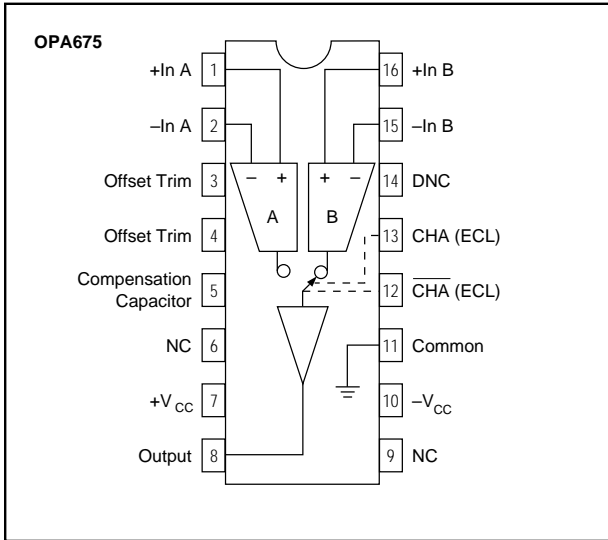 OPA675
+In A 1
–In A 2
Offset Trim 3
Offset Trim 4
Compensation
Capacitor 5
NC 6
+VCC 7
Output 8
16 +In B
15 –In B
14 DNC
13 CHA (ECL)
12 C̅H̅A̅ (ECL)
11 Common
10 –VCC
9 NC
– +
A
+ –
B